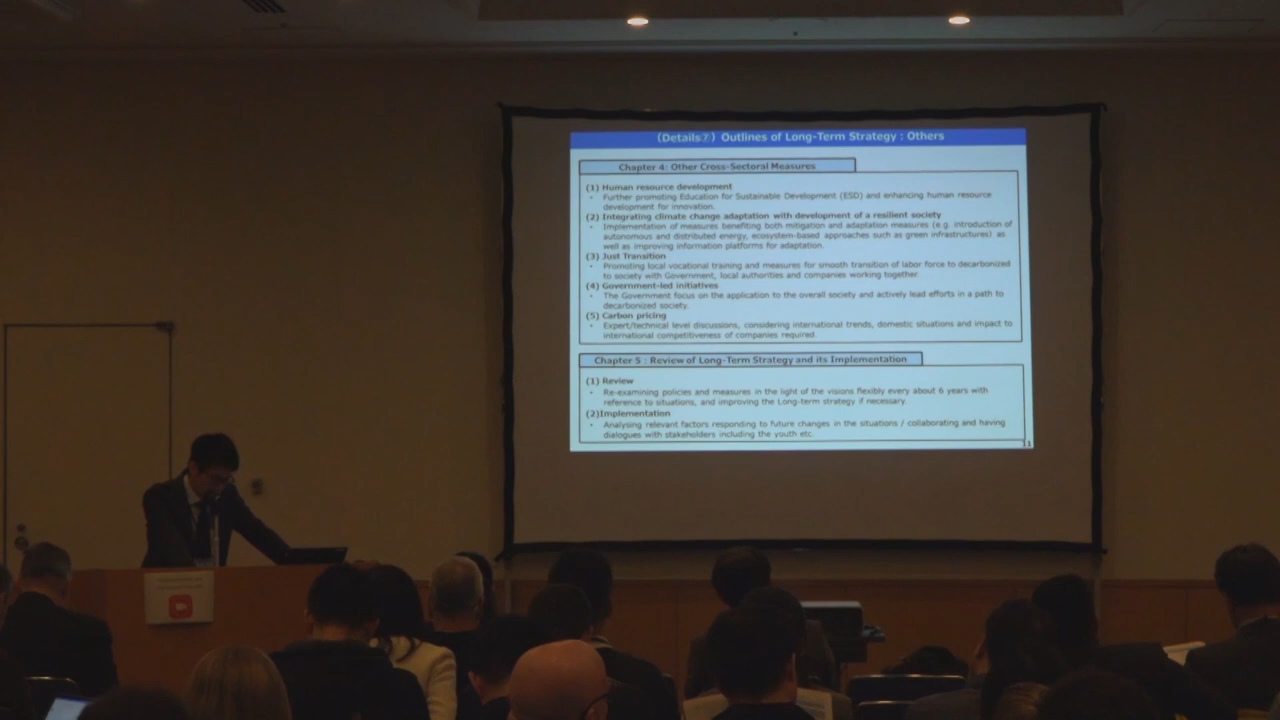 (Details⑦) Outlines of Long-Term Strategy : Others
Chapter 4: Other Cross-Sectoral Measures
(1) Human resource development
・ Further promoting Education for Sustainable Development (ESD) and enhancing human resource
development for innovation.
(2) Integrating climate change adaptation with development of a resilient society
・ Implementation of measures benefiting both mitigation and adaptation measures (e.g. introduction of
autonomous and distributed energy, ecosystem-based approaches such as green infrastructures) as
well as improving information platforms for adaptation.
(3) Just Transition
・ Promoting local vocational training and measures for smooth transition of labor force to decarbonized
to society with Government, local authorities and companies working together.
(4) Government-led initiatives
・ The Government focus on the application to the overall society and actively lead efforts in a path to
decarbonized society.
(5) Carbon pricing
・ Expert/technical level discussions, considering international trends, domestic situations and impact to
international competitiveness of companies required.
Chapter 5 : Review of Long-Term Strategy and its Implementation
(1) Review
・ Re-examining policies and measures in the light of the visions flexibly every about 6 years with
reference to situations, and improving the Long-term strategy if necessary.
(2)Implementation
・ Analysing relevant factors responding to future changes in the situations / collaborating and having
dialogues with stakeholders including the youth etc.
11